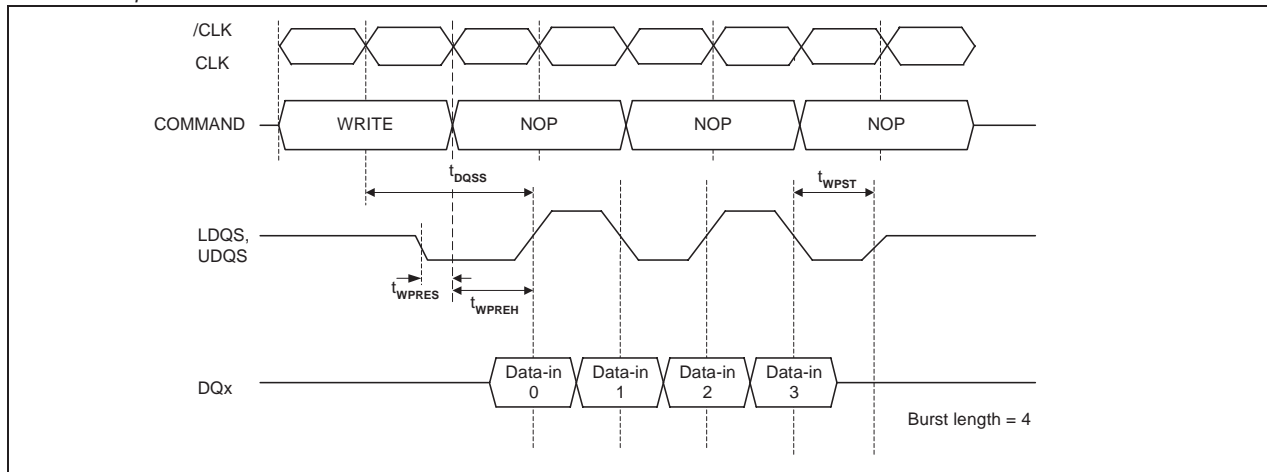 /CLK
CLK
COMMAND
WRITE
NOP
NOP
NOP
tDQSS
tWPST
LDQS,
UDQS
tWPRES
tWPREH
DQx
Data-in
0
Data-in
1
Data-in
2
Data-in
3
Burst length = 4